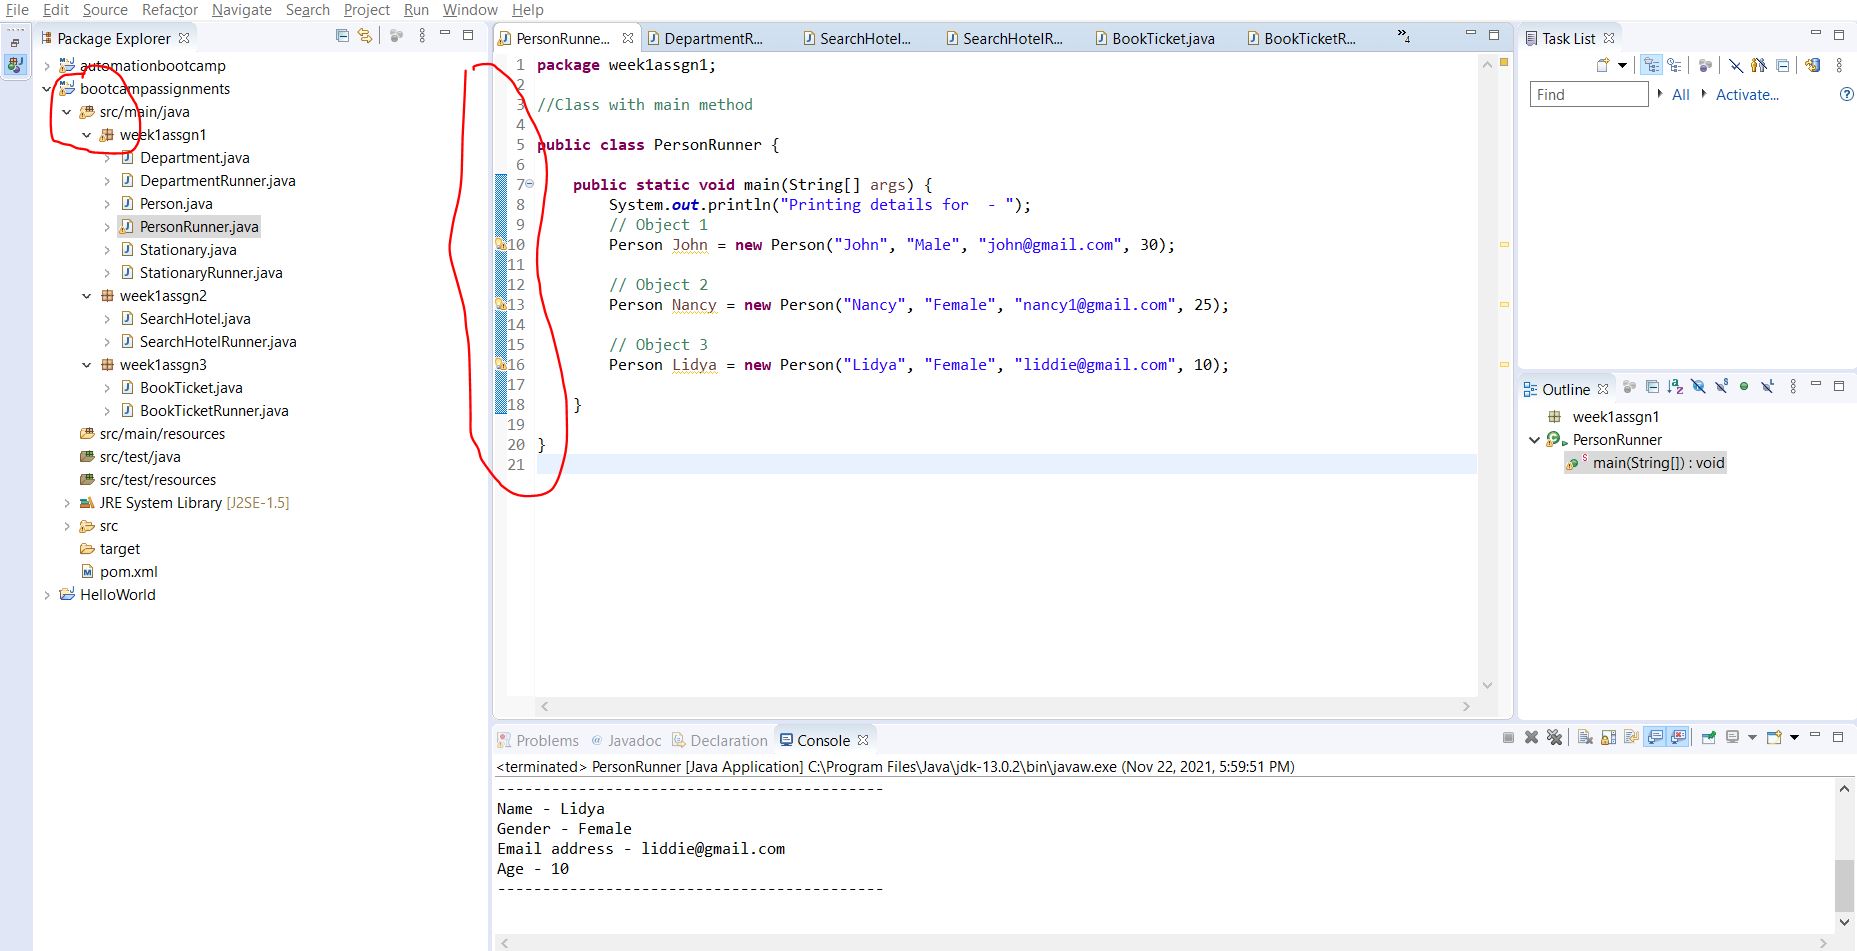 File Edit Source Refactor Navigate Search Project Run Window Help
Package Explorer
automationbootcamp
bootcampassignments
src/main/java
week1assgn1
Department.java
DepartmentRunner.java
Person.java
PersonRunner.java
Stationary.java
StationaryRunner.java
week1assgn2
SearchHotel.java
SearchHotelRunner.java
week1assgn3
BookTicket.java
BookTicketRunner.java
src/main/resources
src/test/java
src/test/resources
JRE System Library [J2SE-1.5]
src
target
pom.xml
HelloWorld
PersonRunne... DepartmentR... SearchHotel... SearchHotelR... BookTicket.java BookTicketR... »4
1 package week1assgn1;
2
3 //Class with main method
4
5 public class PersonRunner {
6
7 public static void main(String[] args) {
8 System.out.println("Printing details for  - ");
9 // Object 1
10 Person John = new Person("John", "Male", "john@gmail.com", 30);
11
12 // Object 2
13 Person Nancy = new Person("Nancy", "Female", "nancy1@gmail.com", 25);
14
15 // Object 3
16 Person Lidya = new Person("Lidya", "Female", "liddie@gmail.com", 10);
17
18 }
19
20 }
21
Task List
Find All Activate...
Outline
week1assgn1
PersonRunner
main(String[]) : void
Problems @ Javadoc Declaration Console
<terminated> PersonRunner [Java Application] C:\Program Files\Java\jdk-13.0.2\bin\javaw.exe (Nov 22, 2021, 5:59:51 PM)
-------------------------------------------
Name - Lidya
Gender - Female
Email address - liddie@gmail.com
Age - 10
-------------------------------------------